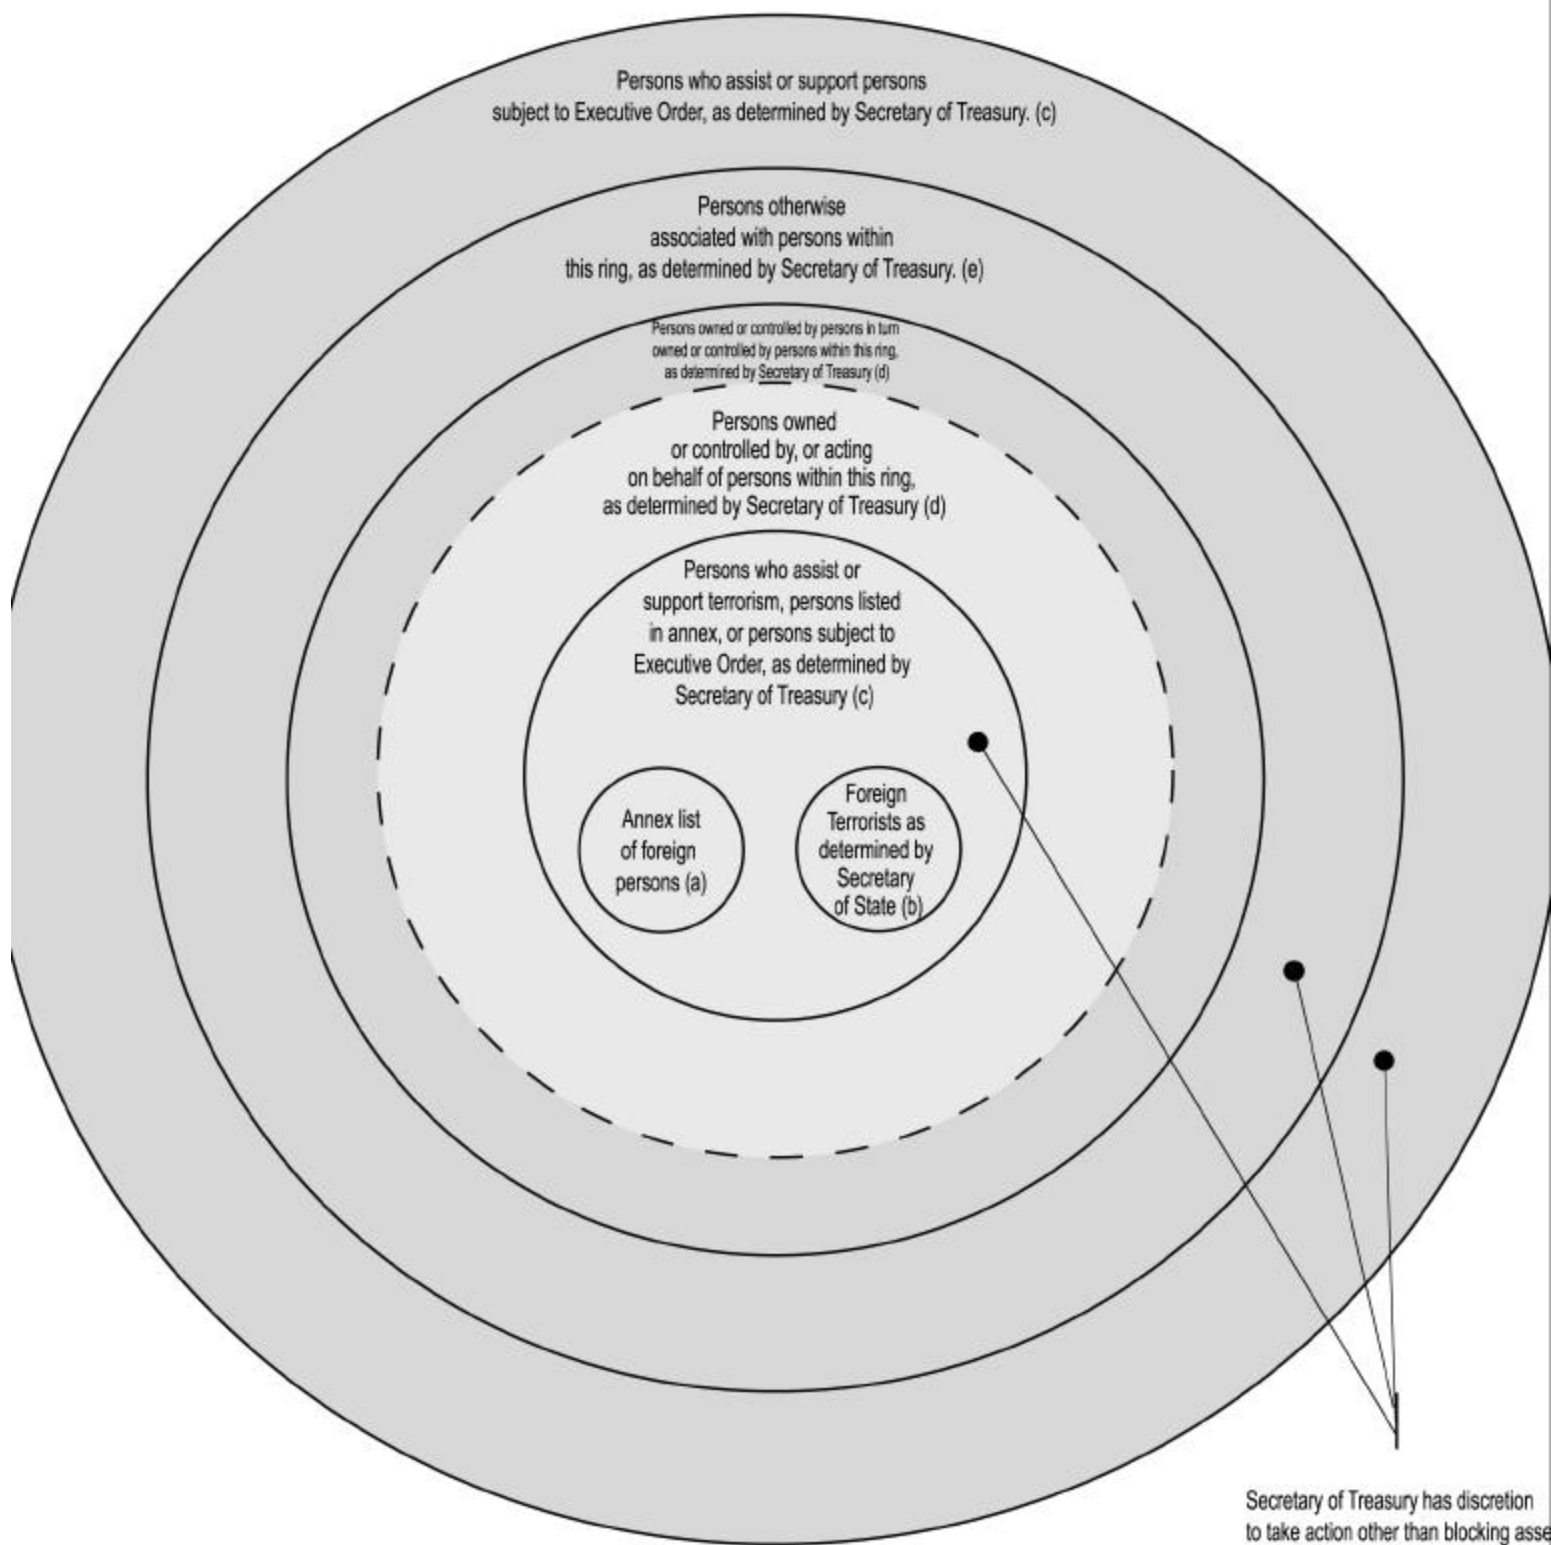 Persons who assist or support persons
subject to Executive Order, as determined by Secretary of Treasury. (c)
Persons otherwise
associated with persons within
this ring, as determined by Secretary of Treasury. (e)
Persons owned or controlled by persons in turn
owned or controlled by persons within this ring,
as determined by Secretary of Treasury (d)
Persons owned
or controlled by, or acting
on behalf of persons within this ring,
as determined by Secretary of Treasury (d)
Persons who assist or
support terrorism, persons listed
in annex, or persons subject to
Executive Order, as determined by
Secretary of Treasury (c)
Annex list
of foreign
persons (a)
Foreign
Terrorists as
determined by
Secretary
of State (b)
Secretary of Treasury has discretion
to take action other than blocking asse